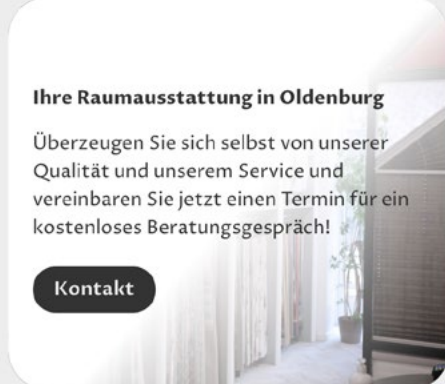 Ihre Raumausstattung in Oldenburg
Überzeugen Sie sich selbst von unserer
Qualität und unserem Service und
vereinbaren Sie jetzt einen Termin für ein
kostenloses Beratungsgespräch!
Kontakt